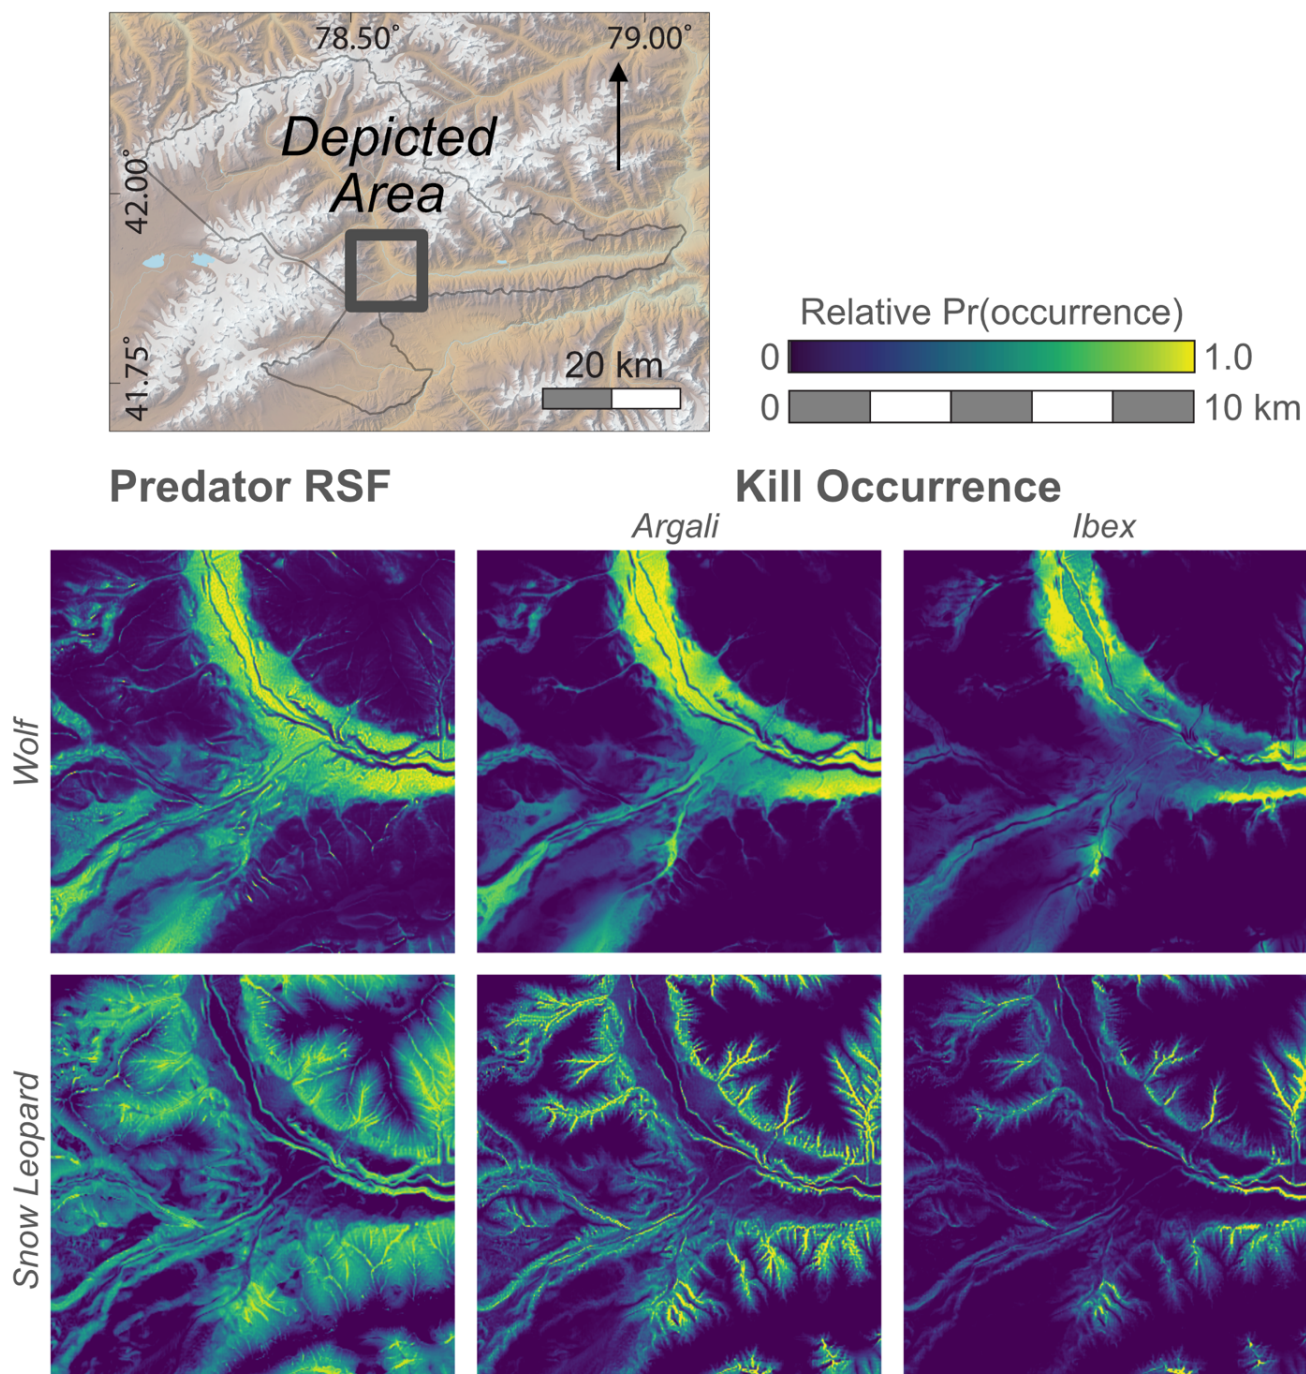 78.50°
79.00°
Depicted
Area
42.00°
41.75°
20 km
Relative Pr(occurrence)
0
1.0
0
10 km
Predator RSF
Kill Occurrence
Argali
Ibex
Wolf
Snow Leopard